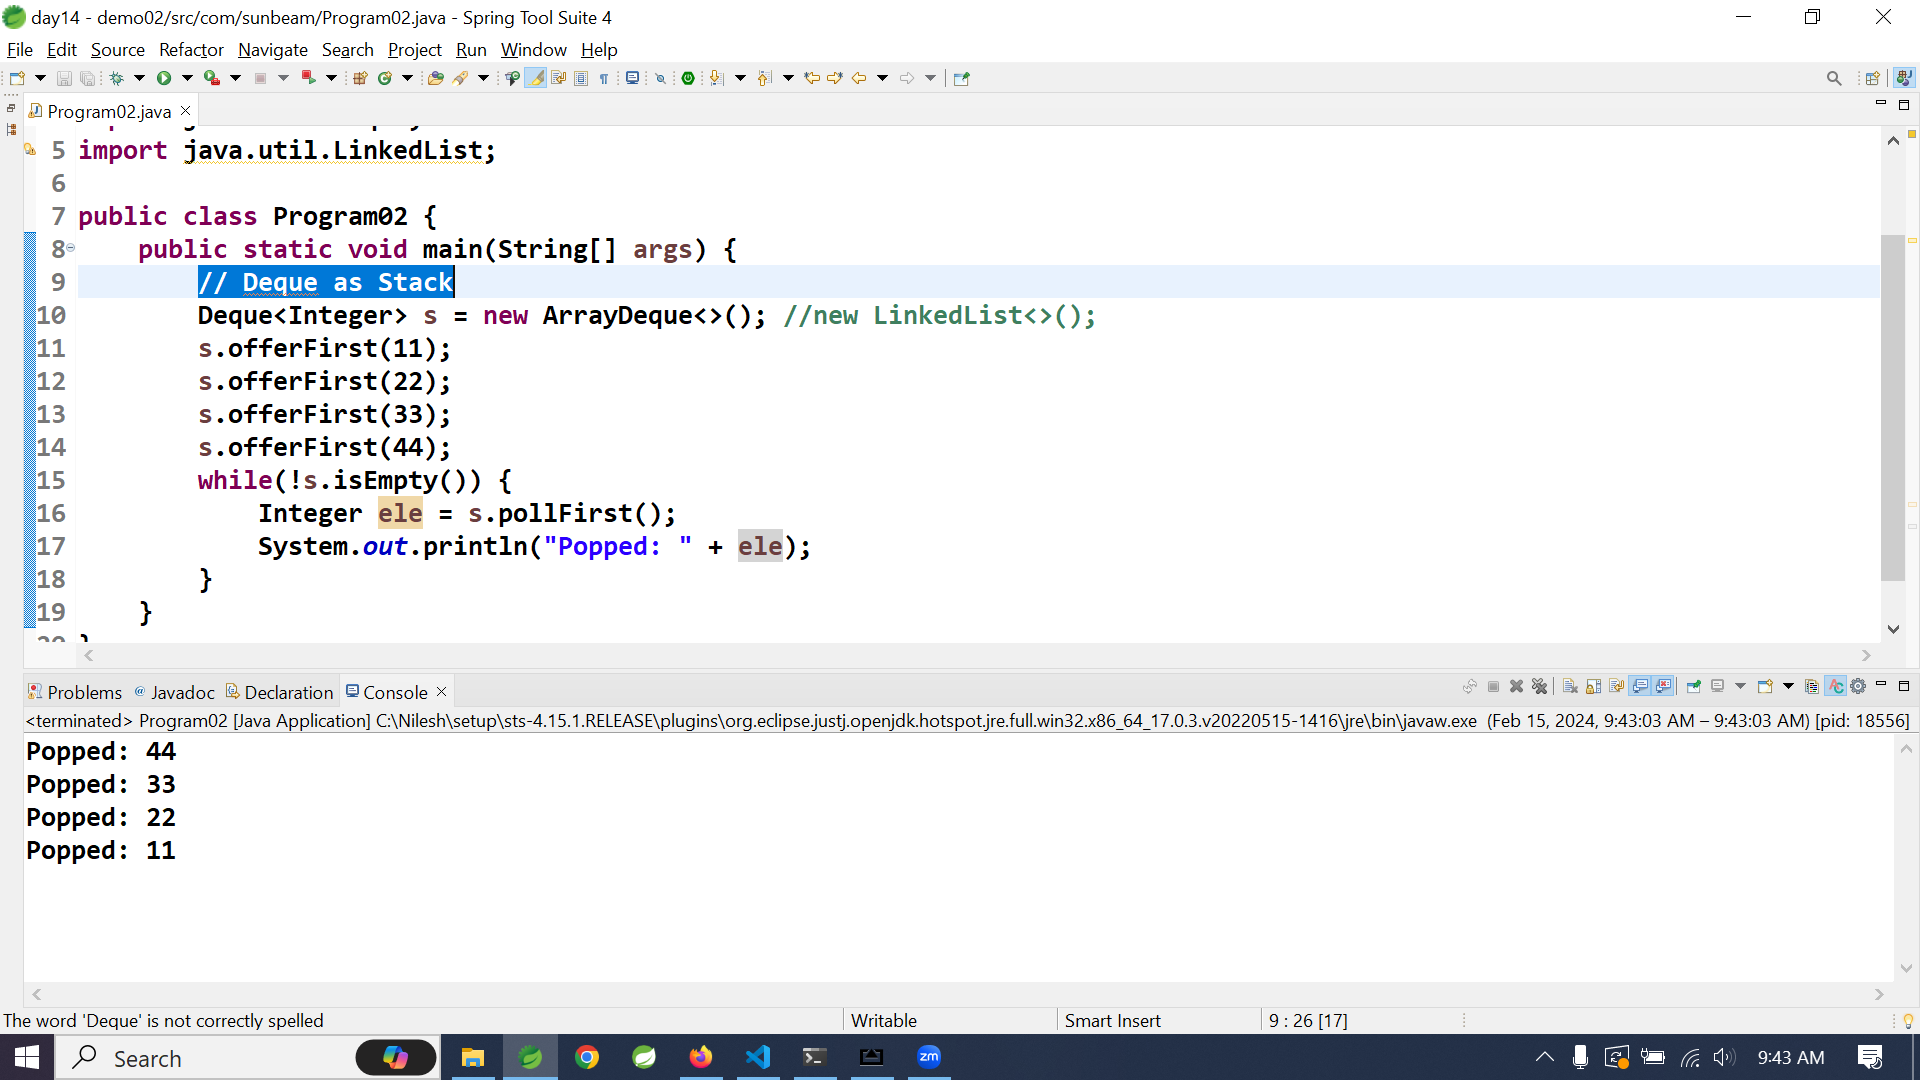 day14 - demo02/src/com/sunbeam/Program02.java - Spring Tool Suite 4
File Edit Source Refactor Navigate Search Project Run Window Help
Program02.java
5 import java.util.LinkedList;
6
7 public class Program02 {
8 public static void main(String[] args) {
9 // Deque as Stack
10 Deque<Integer> s = new ArrayDeque<>(); //new LinkedList<>();
11 s.offerFirst(11);
12 s.offerFirst(22);
13 s.offerFirst(33);
14 s.offerFirst(44);
15 while(!s.isEmpty()) {
16 Integer ele = s.pollFirst();
17 System.out.println("Popped: " + ele);
18 }
19 }
Problems @ Javadoc Declaration Console
<terminated> Program02 [Java Application] C:\Nilesh\setup\sts-4.15.1.RELEASE\plugins\org.eclipse.justj.openjdk.hotspot.jre.full.win32.x86_64_17.0.3.v20220515-1416\jre\bin\javaw.exe (Feb 15, 2024, 9:43:03 AM – 9:43:03 AM) [pid: 18556]
Popped: 44
Popped: 33
Popped: 22
Popped: 11
The word 'Deque' is not correctly spelled Writable Smart Insert 9 : 26 [17]
Search zm 9:43 AM